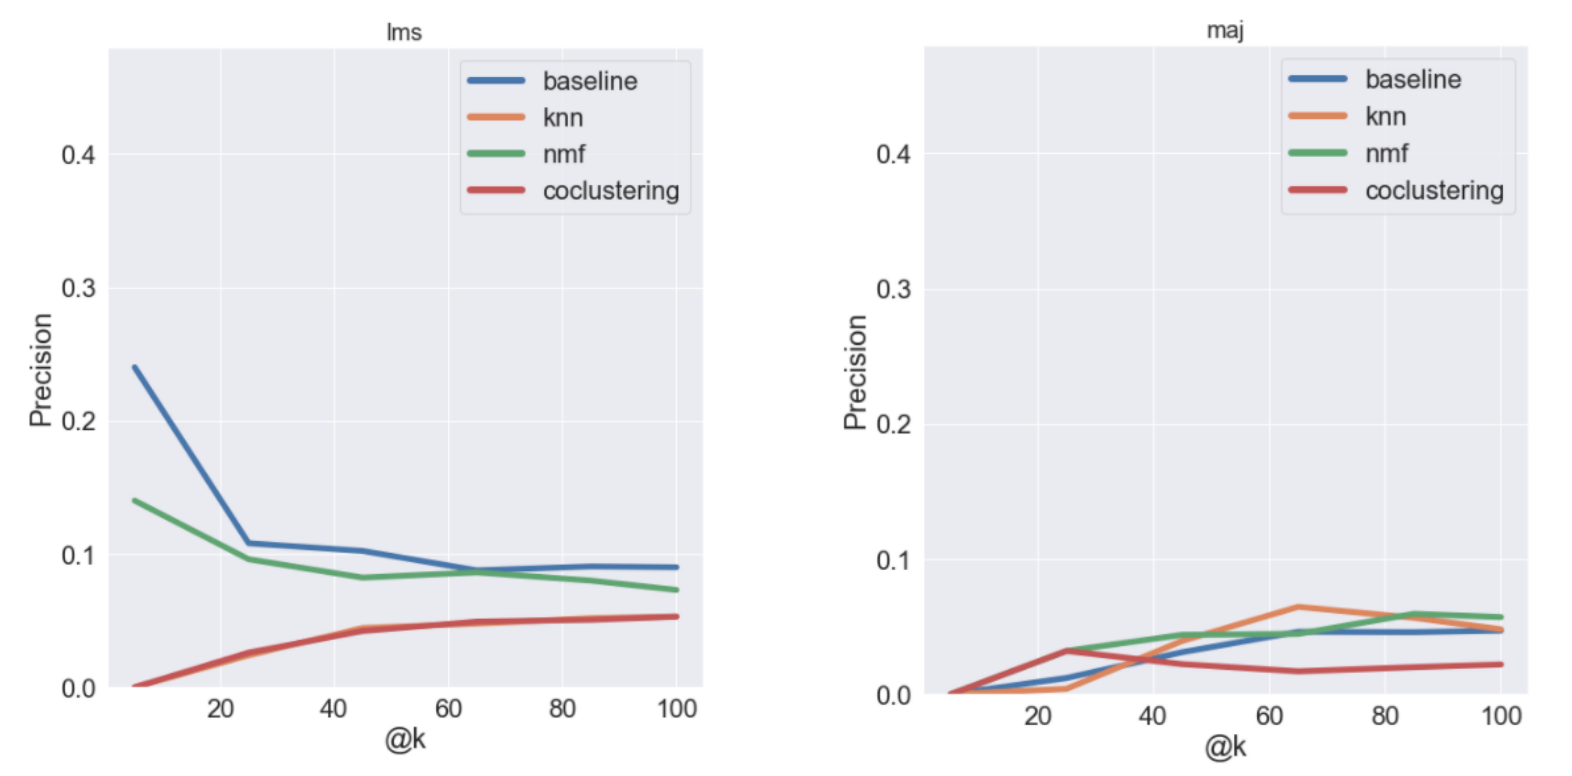 lms
baseline
knn
nmf
coclustering
0.4
0.3
0.2
0.1
0.0
Precision
20 40 60 80 100
@k
maj
baseline
knn
nmf
coclustering
0.4
0.3
0.2
0.1
0.0
Precision
20 40 60 80 100
@k